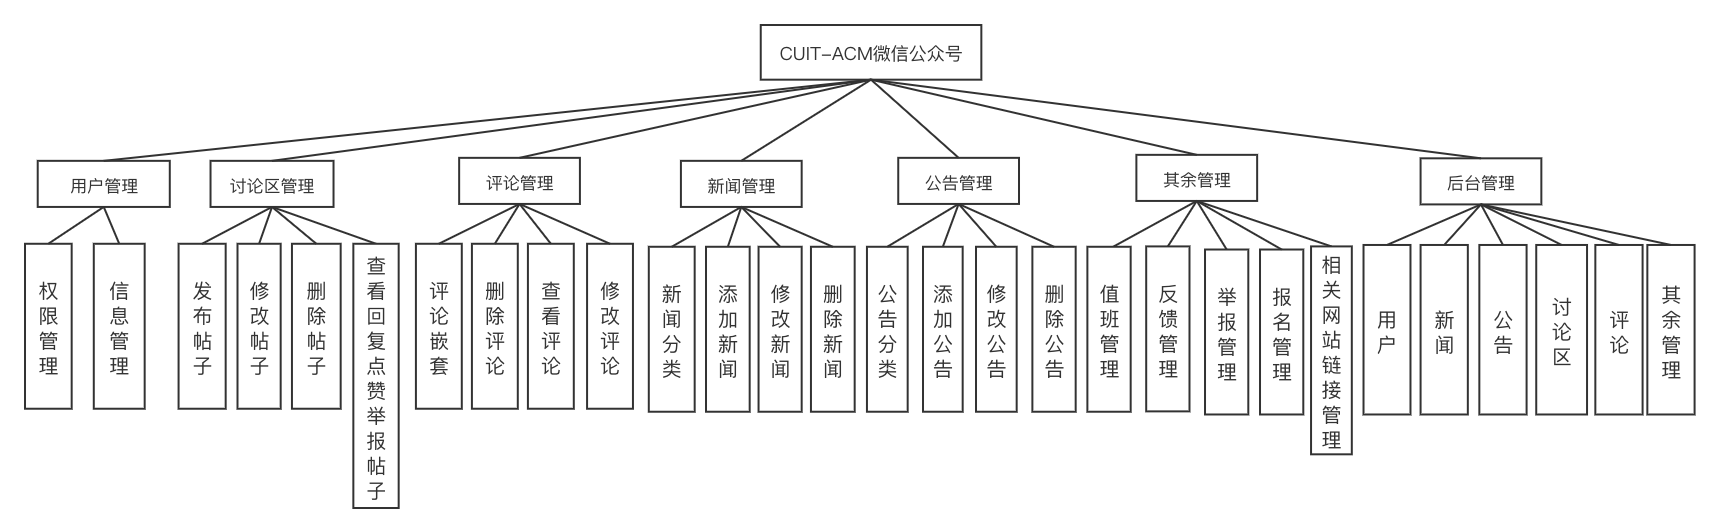 CUIT-ACM微信公众号
用户管理
讨论区管理
评论管理
新闻管理
公告管理
其余管理
后台管理
权限管理
信息管理
发布帖子
修改帖子
删除帖子
查看回复点赞举报帖子
评论嵌套
删除评论
查看评论
修改评论
新闻分类
添加新闻
修改新闻
删除新闻
公告分类
添加公告
修改公告
删除公告
值班管理
反馈管理
举报管理
报名管理
相关网站链接管理
用户
新闻
公告
讨论区
评论
其余管理